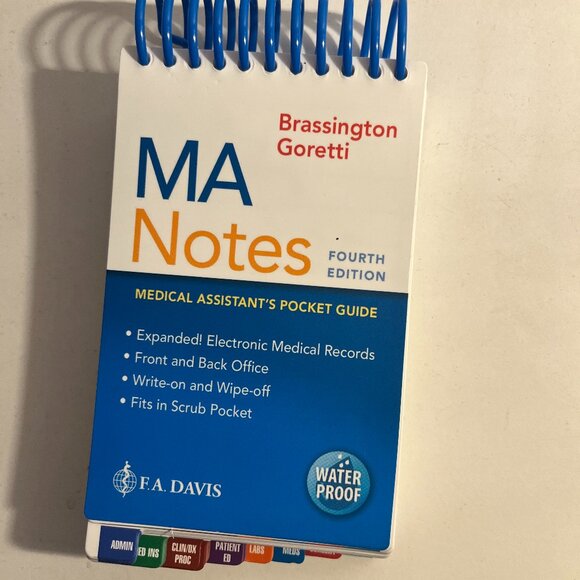 Brassington
Goretti
MA
Notes
FOURTH
EDITION
MEDICAL ASSISTANT'S POCKET GUIDE
• Expanded! Electronic Medical Records
• Front and Back Office
• Write-on and Wipe-off
• Fits in Scrub Pocket
F.A. DAVIS
WATER
PROOF
ADMIN
ED INS
CLIN/DX
PROC
PATIENT
ED
LABS
MEDS